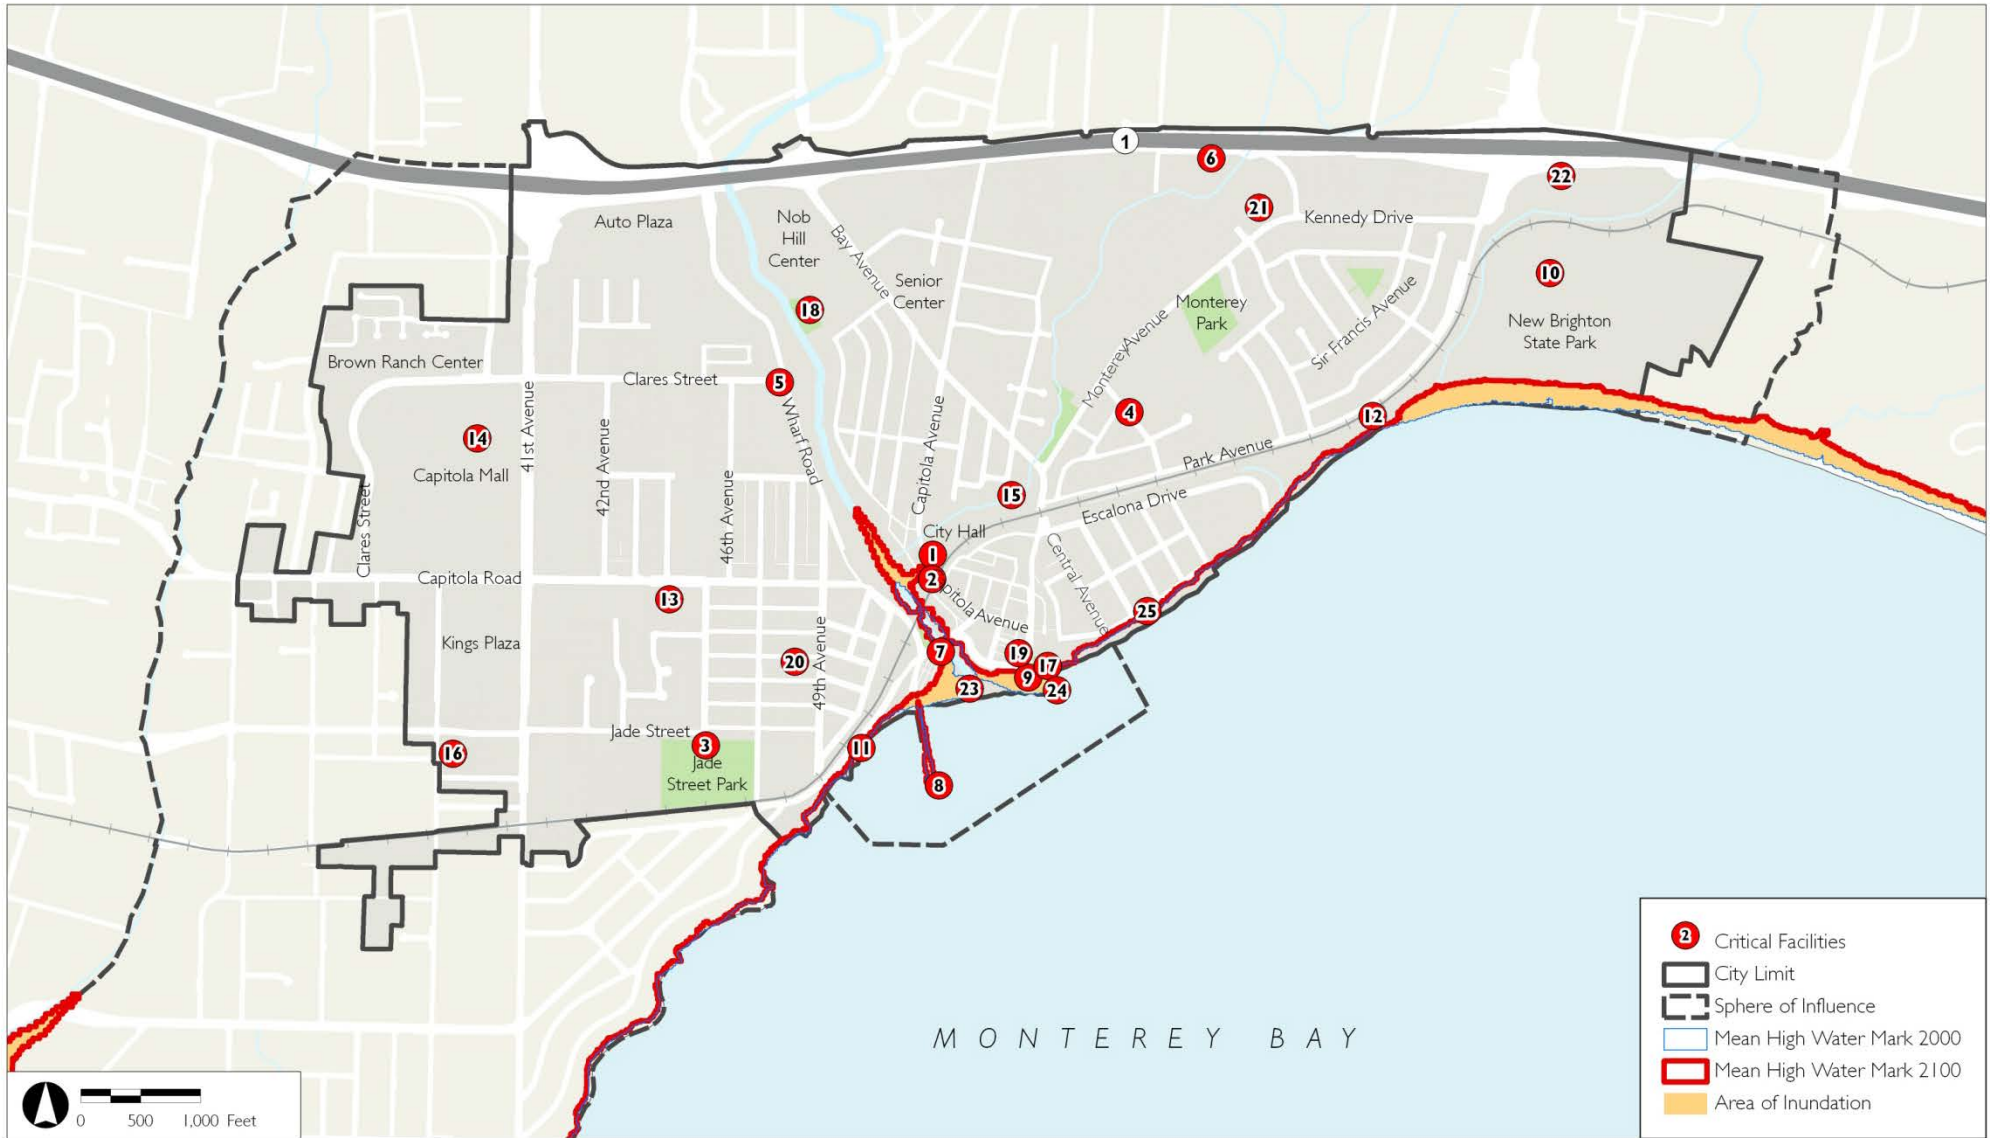 1
6
22
Auto Plaza
Nob
Hill
Center
Bay Avenue
21
Kennedy Drive
Senior
Center
18
10
Monterey
Park
Monterey Avenue
Sir Francis Avenue
New Brighton
State Park
Brown Ranch Center
Clares Street
5
Wharf Road
41st Avenue
4
12
14
Capitola Mall
42nd Avenue
46th Avenue
Capitola Avenue
Park Avenue
Clares Street
15
Escalona Drive
City Hall
1
Central Avenue
Capitola Road
2
pitola Avenue
13
25
Kings Plaza
20
49th Avenue
7
19
17
9
23
24
Jade Street
16
3
11
Jade
Street Park
8
MONTEREY BAY
2 Critical Facilities
City Limit
Sphere of Influence
Mean High Water Mark 2000
Mean High Water Mark 2100
Area of Inundation
0 500 1,000 Feet